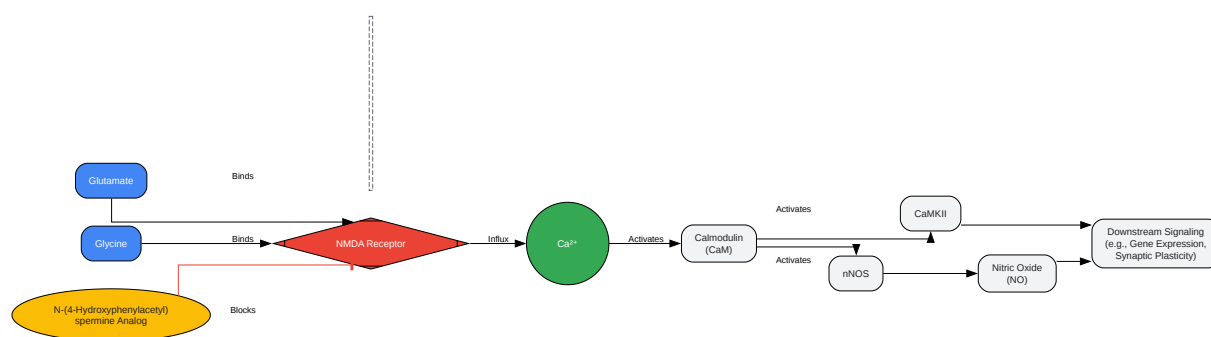 Glutamate
Binds
Glycine
Binds
NMDA Receptor
Influx
Ca²⁺
Activates
Calmodulin
(CaM)
Activates
Activates
CaMKII
nNOS
Nitric Oxide
(NO)
Downstream Signaling
(e.g., Gene Expression,
Synaptic Plasticity)
N-(4-Hydroxyphenylacetyl)
spermine Analog
Blocks